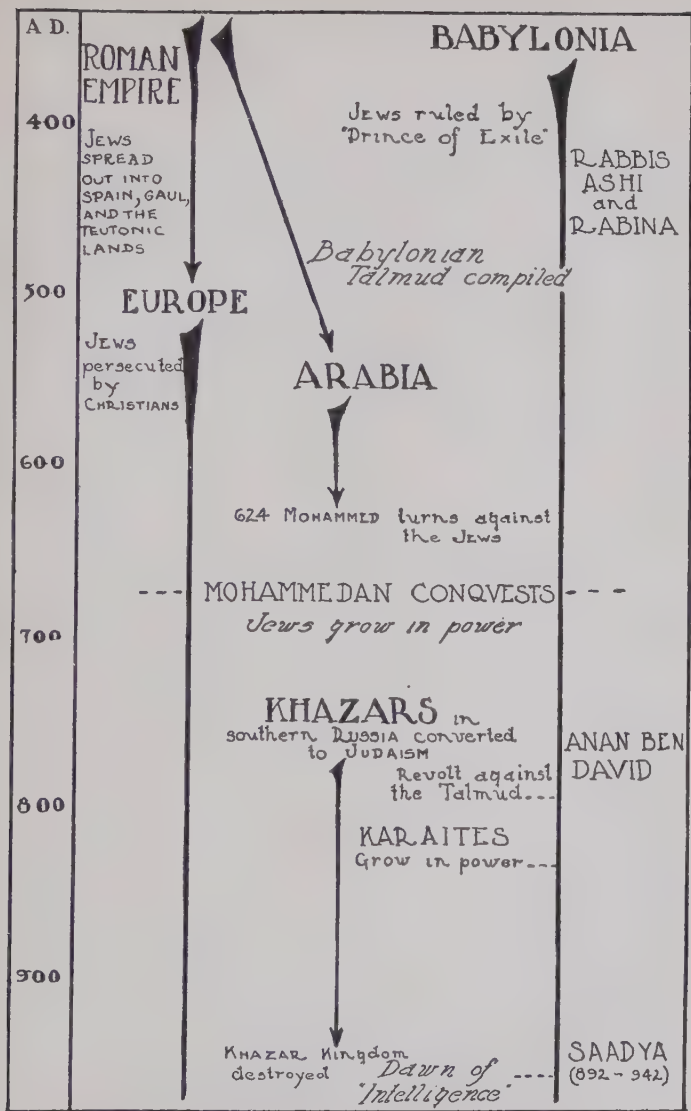 A D.
ROMAN
EMPIRE
BABYLONIA
400
JEWS
SPREAD
OUT INTO
SPAIN, GAUL,
AND THE
TEUTONIC
LANDS
JEWS ruled by
"Prince of Exile"
RABBIS
ASHI
and
RABINA
Babylonian
Talmud compiled
500
EUROPE
JEWS
persecuted
by
CHRISTIANS
ARABIA
600
624 MOHAMMED turns against
the JEWS
MOHAMMEDAN CONQVESTS
Jews grow in power
700
KHAZARS in
southern RUSSIA converted
to JUDAISM
ANAN BEN
DAVID
Revolt against
the Talmud
800
KARAITES
Grow in power
900
KHAZAR Kingdom
destroyed
Dawn of
"Intelligence"
SAADYA
(892-942)